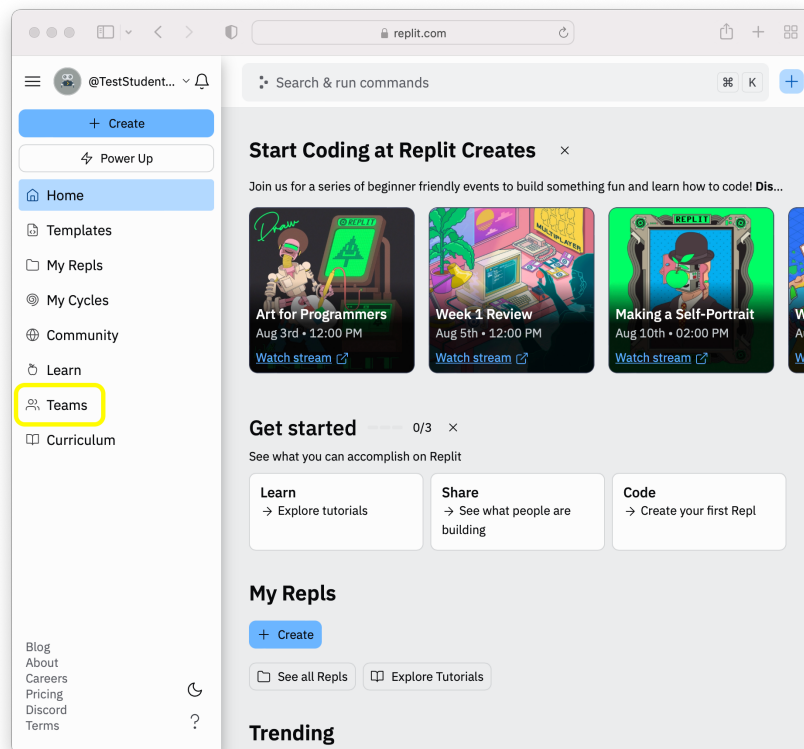 replit.com
@TestStudent...
Search & run commands
⌘ K
+ Create
Power Up
Home
Templates
My Repls
My Cycles
Community
Learn
Teams
Curriculum
Blog
About
Careers
Pricing
Discord
Terms
?
Start Coding at Replit Creates
Join us for a series of beginner friendly events to build something fun and learn how to code! Dis...
Draw
REPLIT
Art for Programmers
Aug 3rd • 12:00 PM
Watch stream
MULTIPLAYER
Week 1 Review
Aug 5th • 12:00 PM
Watch stream
REPLIT
Making a Self-Portrait
Aug 10th • 02:00 PM
Watch stream
Get started
0/3
See what you can accomplish on Replit
Learn
→ Explore tutorials
Share
→ See what people are
building
Code
→ Create your first Repl
My Repls
+ Create
See all Repls
Explore Tutorials
Trending